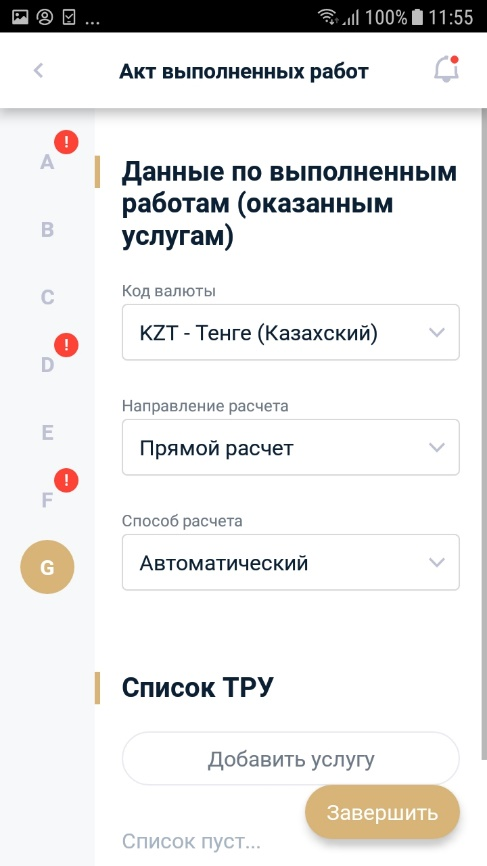 ... 100% 11:55
Акт выполненных работ
A !
B
C
D !
E
F !
G
Данные по выполненным
работам (оказанным
услугам)
Код валюты
KZT - Тенге (Казахский)
Направление расчета
Прямой расчет
Способ расчета
Автоматический
Список ТРУ
Добавить услугу
Завершить
Список пуст...